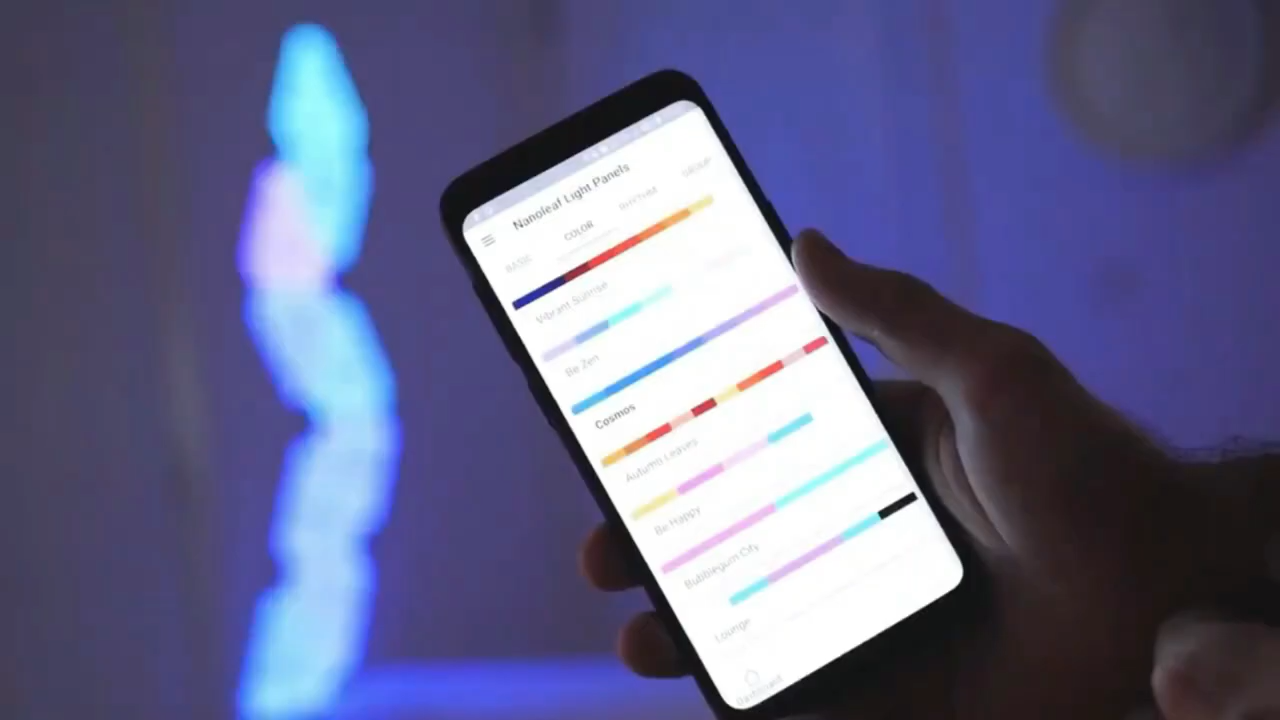 Nanoleaf Light Panels
BASIC COLOR RHYTHM GROUP
Vibrant Sunrise
Be Zen
Cosmos
Autumn Leaves
Be Happy
Bubblegum City
Lounge
Dashboard